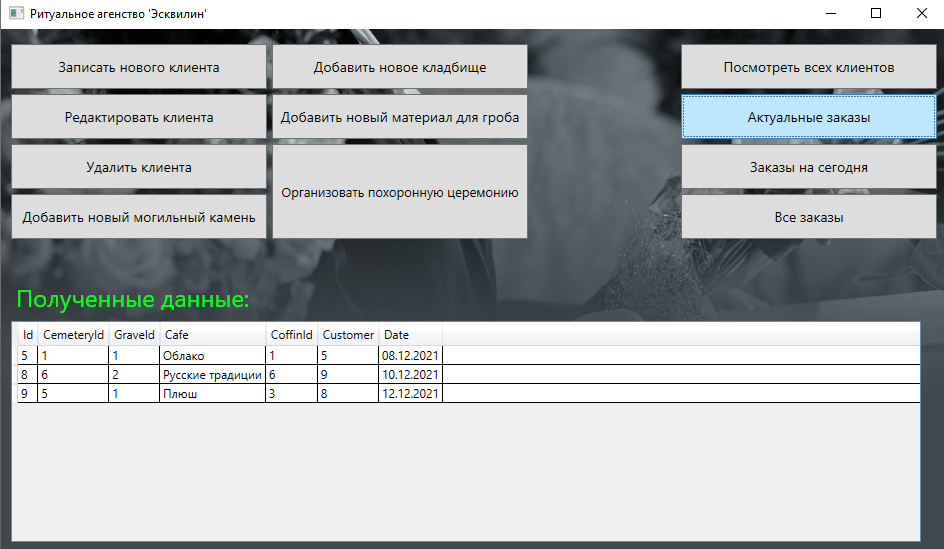 Ритуальное агенство 'Эсквилин'
Записать нового клиента Добавить новое кладбище Посмотреть всех клиентов
Редактировать клиента Добавить новый материал для гроба Актуальные заказы
Удалить клиента Организовать похоронную церемонию Заказы на сегодня
Добавить новый могильный камень Все заказы
Полученные данные:
Id CemeteryId GraveId Cafe CoffinId Customer Date
5 1 1 Облако 1 5 08.12.2021
8 6 2 Русские традиции 6 9 10.12.2021
9 5 1 Плюш 3 8 12.12.2021